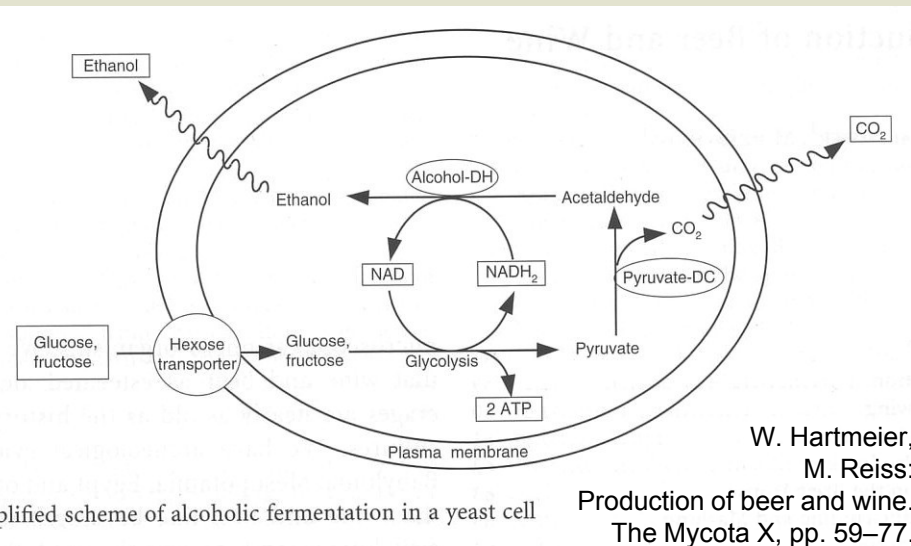 Ethanol
CO₂
Alcohol-DH
Ethanol
Acetaldehyde
CO₂
NAD
NADH₂
Pyruvate-DC
Glucose,
fructose
Hexose
transporter
Glucose,
fructose
Glycolysis
Pyruvate
2 ATP
Plasma membrane
plified scheme of alcoholic fermentation in a yeast cell
W. Hartmeier,
M. Reiss:
Production of beer and wine.
The Mycota X, pp. 59–77.